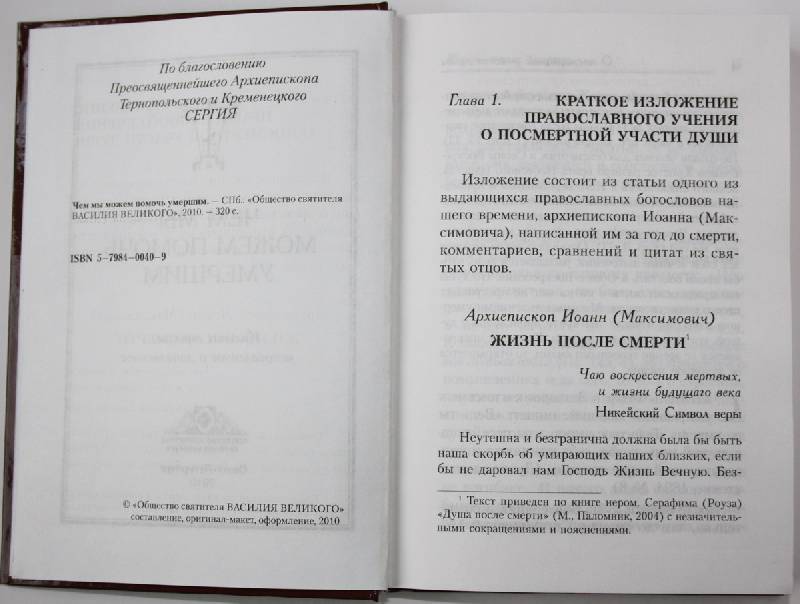 По благословению
Преосвященнейшего Архиепископа
Тернопольского и Кременецкого
СЕРГИЯ
Чем мы можем помочь умершим. — СПб. «Общество святителя
ВАСИЛИЯ ВЕЛИКОГО», 2010. — 320 с.
ISBN 5-7984-0040-9
© «Общество святителя ВАСИЛИЯ ВЕЛИКОГО»
составление, оригинал-макет, оформление, 2010
Глава 1. КРАТКОЕ ИЗЛОЖЕНИЕ
ПРАВОСЛАВНОГО УЧЕНИЯ
О ПОСМЕРТНОЙ УЧАСТИ ДУШИ
Изложение состоит из статьи одного из
выдающихся православных богословов на-
шего времени, архиепископа Иоанна (Мак-
симовича), написанной им за год до смерти,
комментариев, сравнений и цитат из свя-
тых отцов.
Архиепископ Иоанн (Максимович)
ЖИЗНЬ ПОСЛЕ СМЕРТИ¹
Чаю воскресения мертвых,
и жизни будущаго века
Никейский Символ веры
Неутешна и безгранична должна была бы быть
наша скорбь об умирающих наших близких, если
бы не даровал нам Господь Жизнь Вечную. Без-
¹ Текст приведен по книге иером. Серафима (Роуза)
«Душа после смерти» (М., Паломник, 2004) с незначитель-
ными сокращениями и пояснениями.